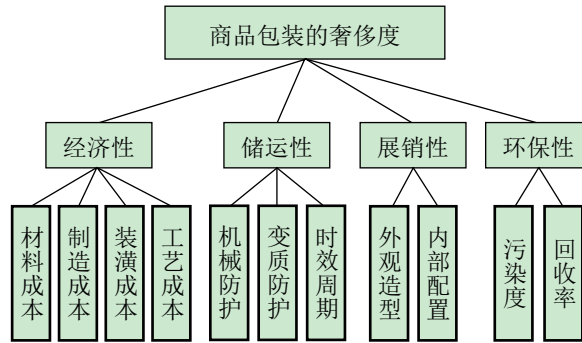 商品包装的奢侈度
经济性
储运性
展销性
环保性
材料成本
制造成本
装潢成本
工艺成本
机械防护
变质防护
时效周期
外观造型
内部配置
污染度
回收率